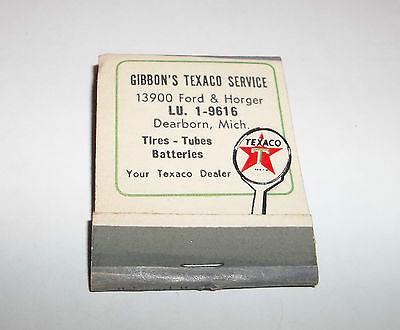 GIBBON'S TEXACO SERVICE
13900 Ford & Horger
LU. 1-9616
Dearborn, Mich.
Tires - Tubes
Batteries
Your Texaco Dealer
TEXACO
T